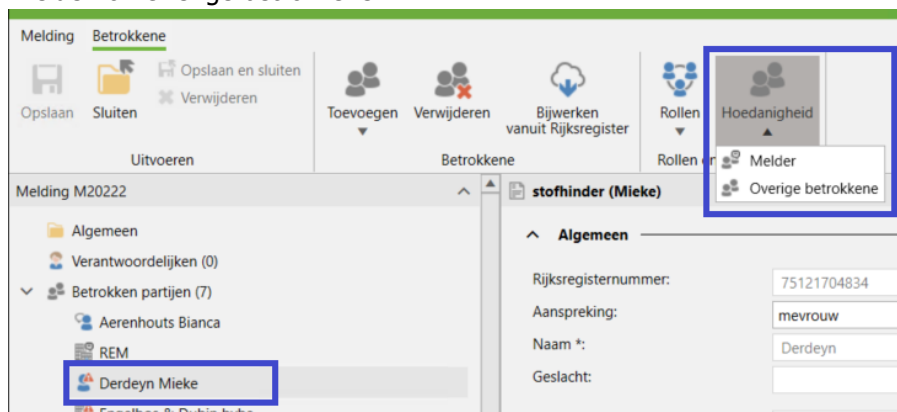 Melding Betrokkene
Opslaan
Sluiten
Opslaan en sluiten
Verwijderen
Toevoegen
Verwijderen
Bijwerken
vanuit Rijksregister
Rollen
Hoedanigheid
Uitvoeren
Betrokkene
Rollen
Melder
Overige betrokkene
Melding M20222
Algemeen
Verantwoordelijken (0)
Betrokken partijen (7)
Aerenhouts Bianca
REM
Derdeyn Mieke
stofhinder (Mieke)
Algemeen
Rijksregisternummer: 75121704834
Aanspreking: mevrouw
Naam *: Derdeyn
Geslacht: